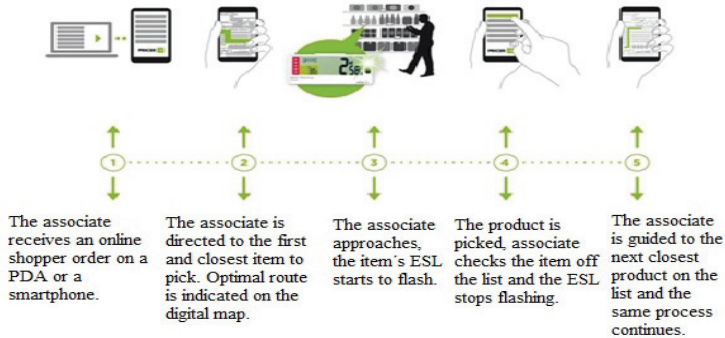 PRICER
PRICER
2
58
1
2
3
4
5
The associate
receives an online
shopper order on a
PDA or a
smartphone.
The associate is
directed to the first
and closest item to
pick. Optimal route
is indicated on the
digital map.
The associate
approaches,
the item´s ESL
starts to flash.
The product is
picked, associate
checks the item off
the list and the ESL
stops flashing.
The associate
is guided to the
next closest
product on the
list and the
same process
continues.